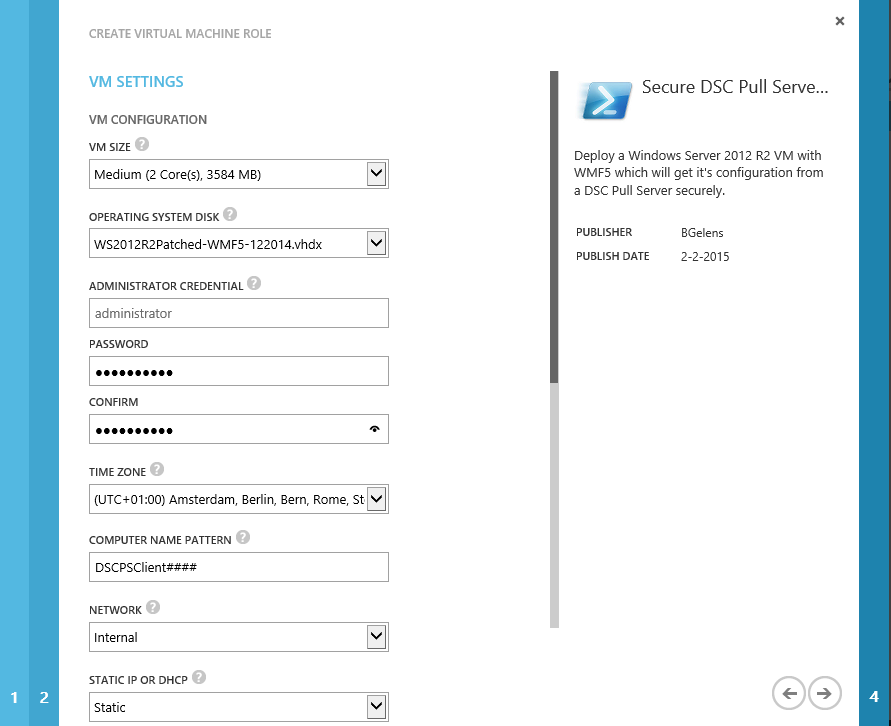 CREATE VIRTUAL MACHINE ROLE
VM SETTINGS
VM CONFIGURATION
VM SIZE ?
Medium (2 Core(s), 3584 MB)
OPERATING SYSTEM DISK ?
WS2012R2Patched-WMF5-122014.vhdx
ADMINISTRATOR CREDENTIAL ?
administrator
PASSWORD
●●●●●●●●●●
CONFIRM
●●●●●●●●●●
TIME ZONE ?
(UTC+01:00) Amsterdam, Berlin, Bern, Rome, St
COMPUTER NAME PATTERN ?
DSCPSClient####
NETWORK ?
Internal
STATIC IP OR DHCP ?
Static
Secure DSC Pull Serve...
Deploy a Windows Server 2012 R2 VM with
WMF5 which will get it's configuration from
a DSC Pull Server securely.
PUBLISHER BGelens
PUBLISH DATE 2-2-2015
1 2
4